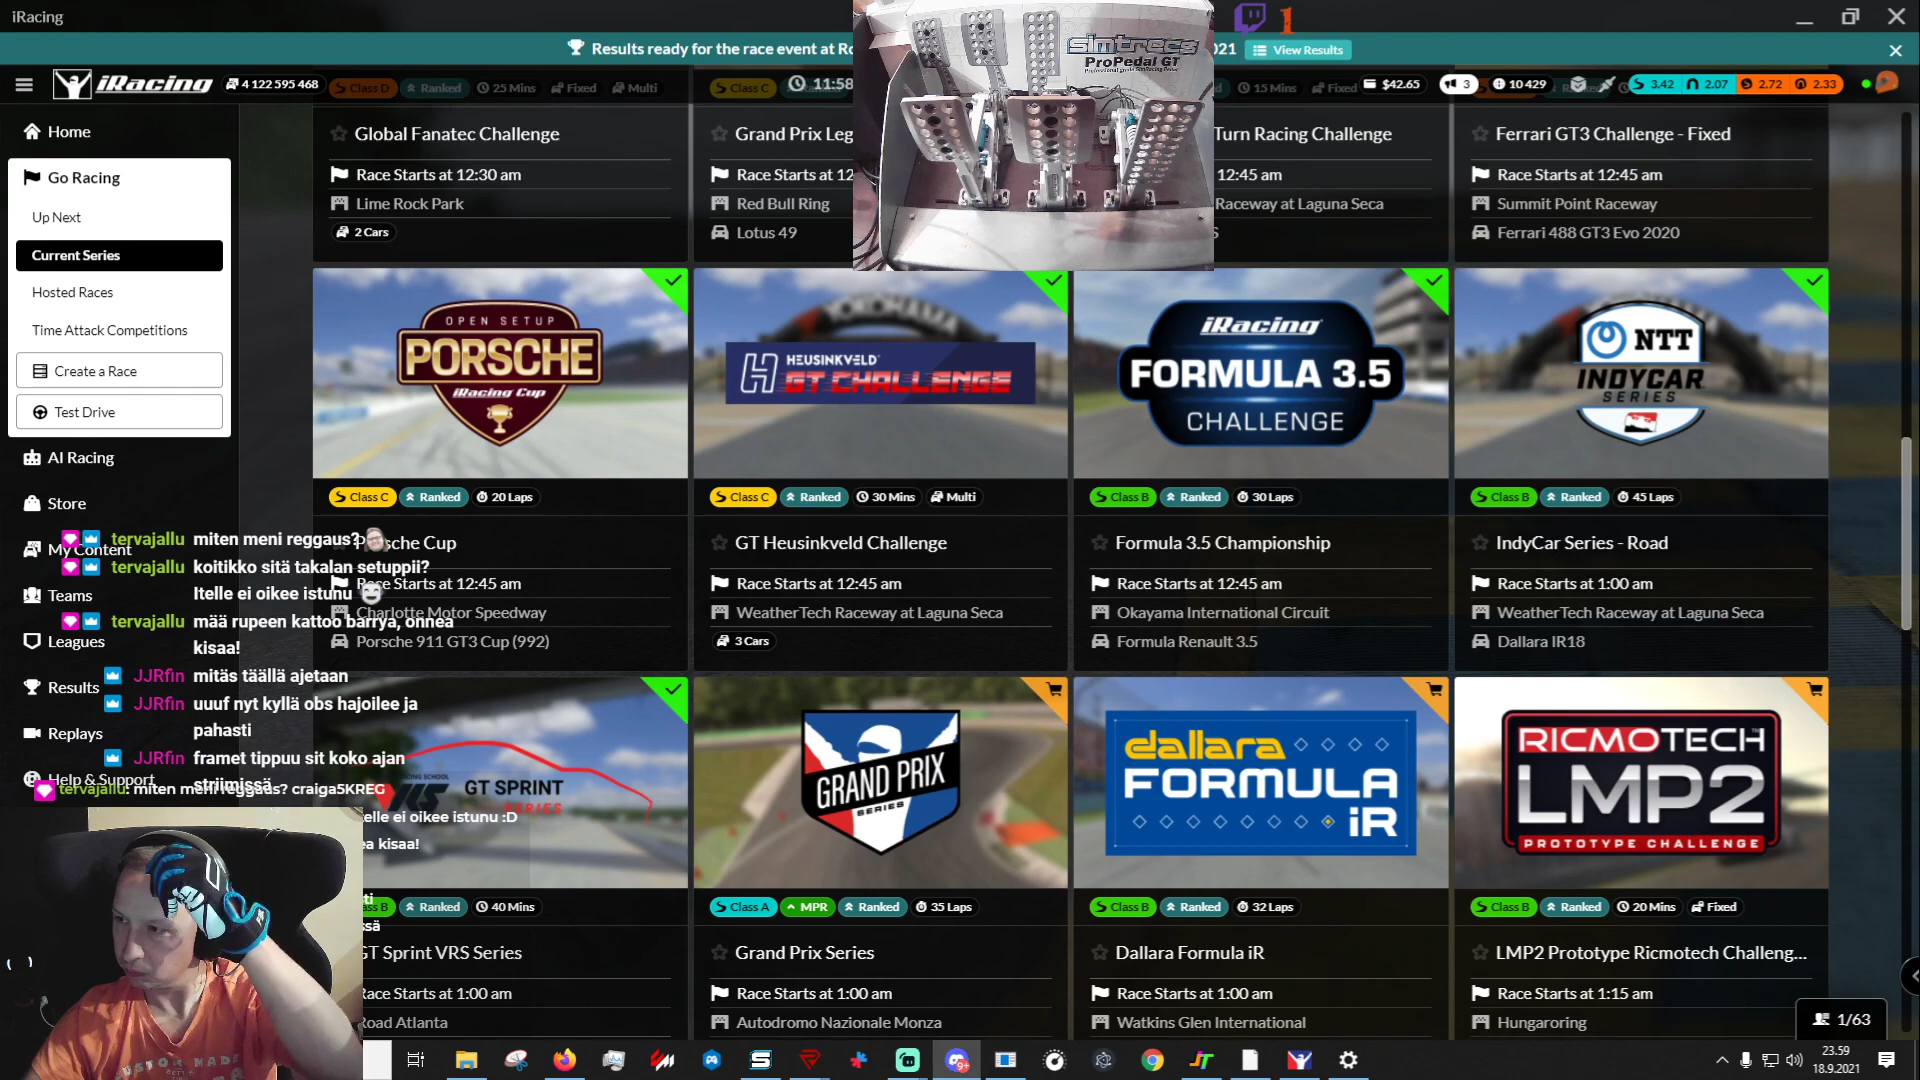 iRacing
Results ready for the race event at Ro
021
View Results
1
iRacing
4 122 595 468
11:58
$42.65
3
10 429
3.42
2.07
2.72
2.33
simtrecs
ProPedal GT
Home
Go Racing
Up Next
Current Series
Hosted Races
Time Attack Competitions
Create a Race
Test Drive
AI Racing
Store
My Content
Teams
Leagues
Results
Replays
Help & Support
Class D
Ranked
25 Mins
Fixed
Multi
Global Fanatec Challenge
Race Starts at 12:30 am
Lime Rock Park
2 Cars
Class C
Grand Prix Leg
Race Starts at 12
Red Bull Ring
Lotus 49
15 Mins
Fixed
Turn Racing Challenge
12:45 am
Raceway at Laguna Seca
S
Ferrari GT3 Challenge - Fixed
Race Starts at 12:45 am
Summit Point Raceway
Ferrari 488 GT3 Evo 2020
OPEN SETUP
PORSCHE
iRacing Cup
Class C
Ranked
20 Laps
sche Cup
Race Starts at 12:45 am
Charlotte Motor Speedway
Porsche 911 GT3 Cup (992)
YOKOHAMA
H HEUSINKVELD
GT CHALLENGE
Class C
Ranked
30 Mins
Multi
GT Heusinkveld Challenge
Race Starts at 12:45 am
WeatherTech Raceway at Laguna Seca
3 Cars
iRacing
FORMULA 3.5
CHALLENGE
Class B
Ranked
30 Laps
Formula 3.5 Championship
Race Starts at 12:45 am
Okayama International Circuit
Formula Renault 3.5
NTT
INDYCAR
SERIES
Class B
Ranked
45 Laps
IndyCar Series - Road
Race Starts at 1:00 am
WeatherTech Raceway at Laguna Seca
Dallara IR18
tervajallu miten meni reggaus?
tervajallu koitikko sitä takalan setuppii?
Itelle ei oikee istunu
tervajallu mää rupeen kattoo barrya, onnea
kisaa!
JJRfin mitäs täällä ajetaan
JJRfin uuuf nyt kyllä obs hajoilee ja
pahasti
JJRfin framet tippuu sit koko ajan
striimissä
tervajallu: miten meni reggaus? craiga5KREG
telle ei oikee istunu :D
ea kisaa!
ti
ssä
GT SPRINT
SERIES
ass B
Ranked
40 Mins
GT Sprint VRS Series
Race Starts at 1:00 am
Road Atlanta
GRAND PRIX
SERIES
Class A
MPR
Ranked
35 Laps
Grand Prix Series
Race Starts at 1:00 am
Autodromo Nazionale Monza
dallara
FORMULA
iR
Class B
Ranked
32 Laps
Dallara Formula iR
Race Starts at 1:00 am
Watkins Glen International
RICMOTECH
LMP2
PROTOTYPE CHALLENGE
Class B
Ranked
20 Mins
Fixed
LMP2 Prototype Ricmotech Challeng...
Race Starts at 1:15 am
Hungaroring
1/63
23.59
18.9.2021